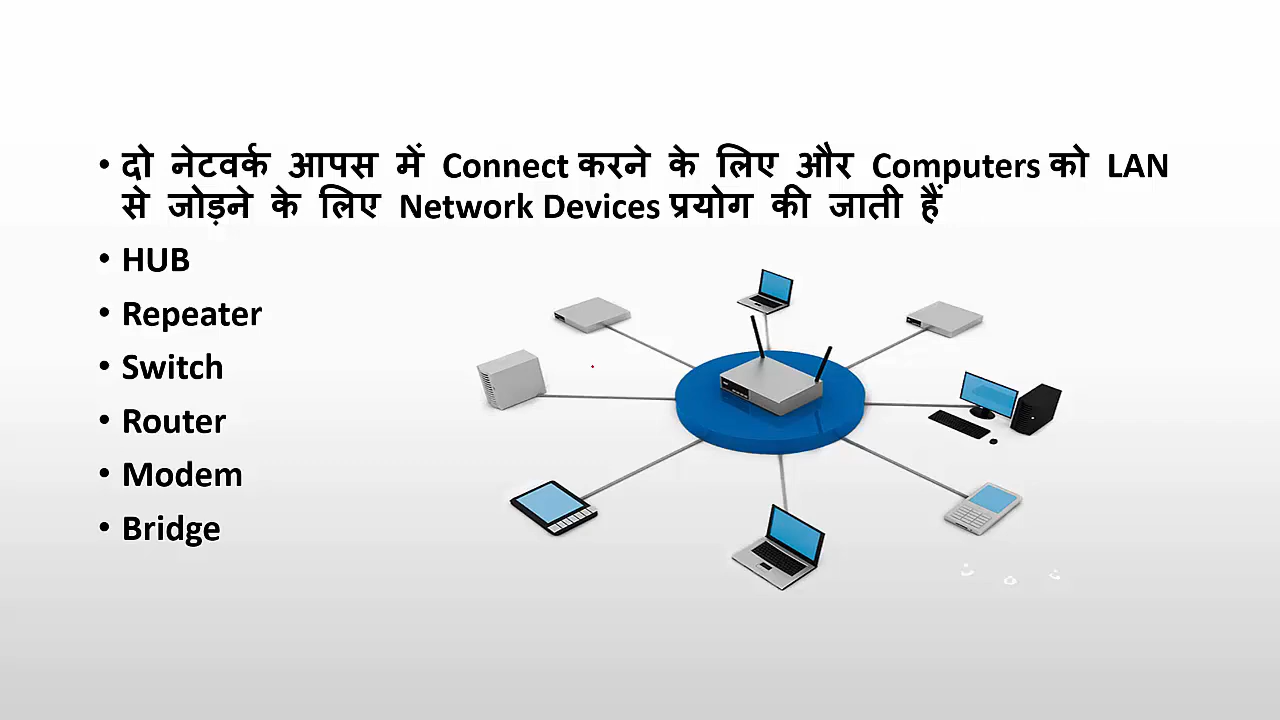 • दो नेटवर्क आपस में Connect करने के लिए और Computers को LAN
से जोड़ने के लिए Network Devices प्रयोग की जाती हैं
• HUB
• Repeater
• Switch
• Router
• Modem
• Bridge